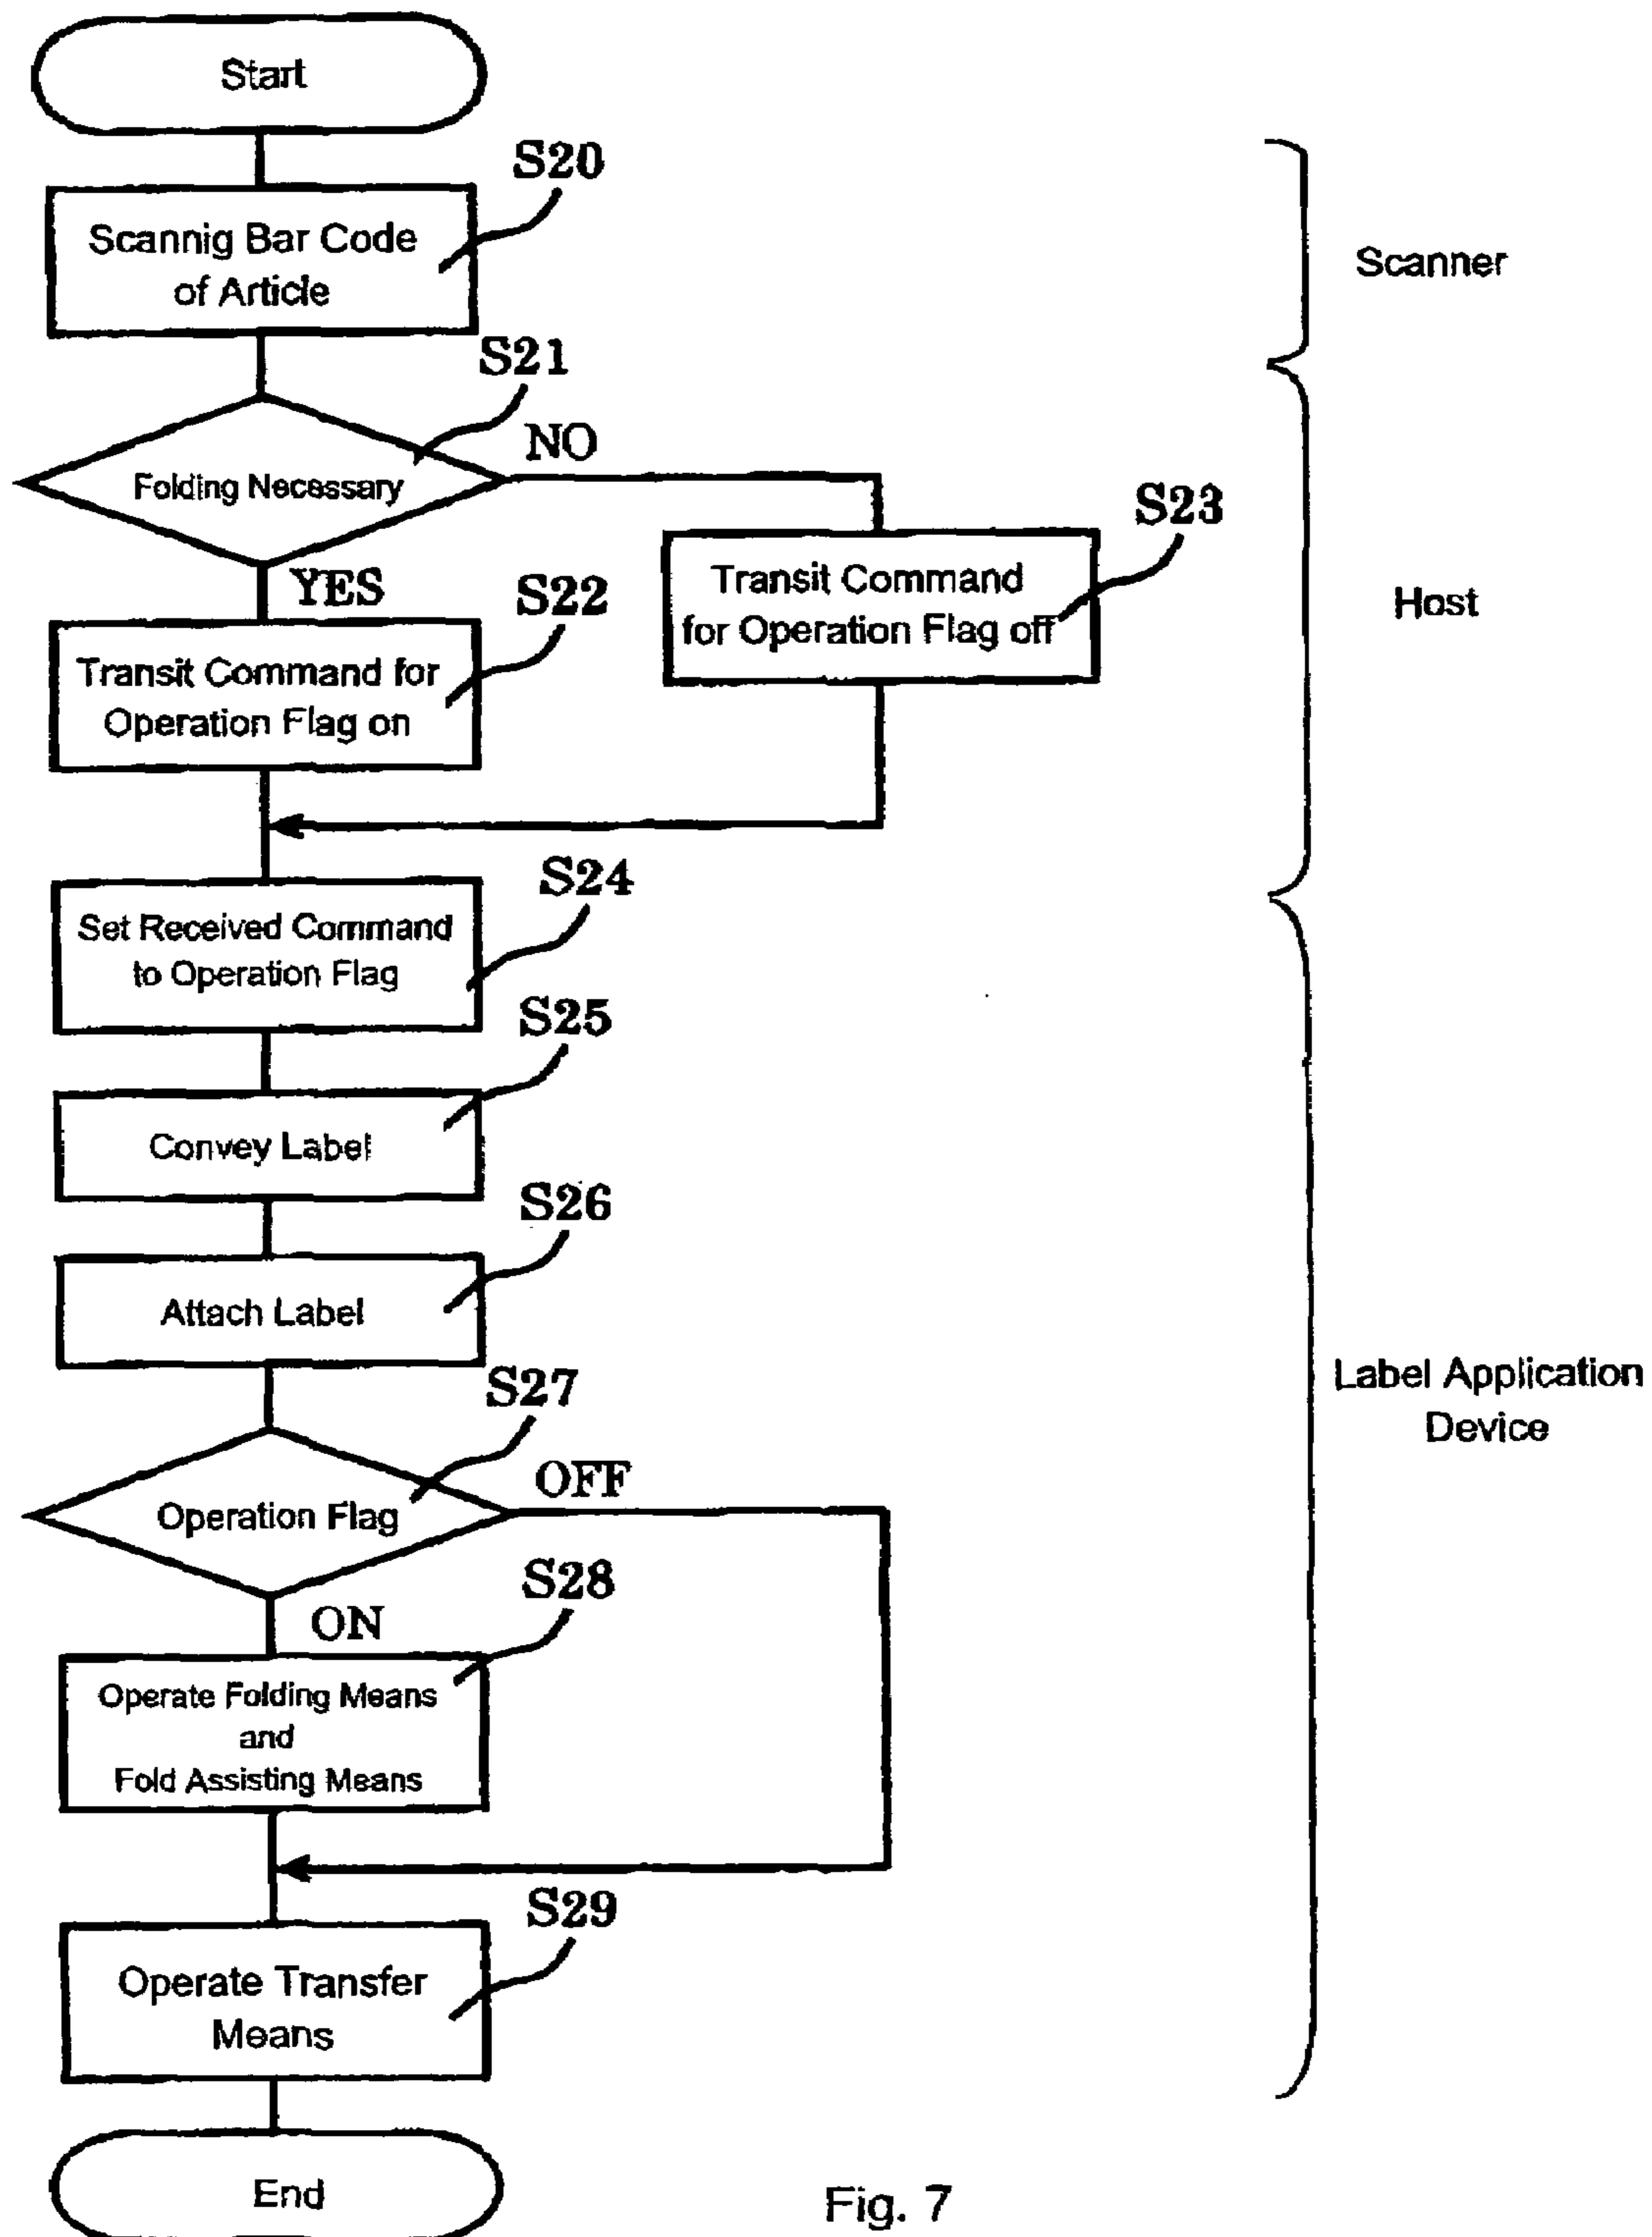 Start
S20
Scannig Bar Code
of Article
Scanner
S21
NO
Folding Necessary
S23
YES
S22
Transit Command
for Operation Flag off
Host
Transit Command for
Operation Flag on
S24
Set Received Command
to Operation Flag
S25
Convey Label
S26
Attach Label
Label Application
Device
S27
OFF
Operation Flag
S28
ON
Operate Folding Means
and
Fold Assisting Means
S29
Operate Transfer
Means
End
Fig. 7